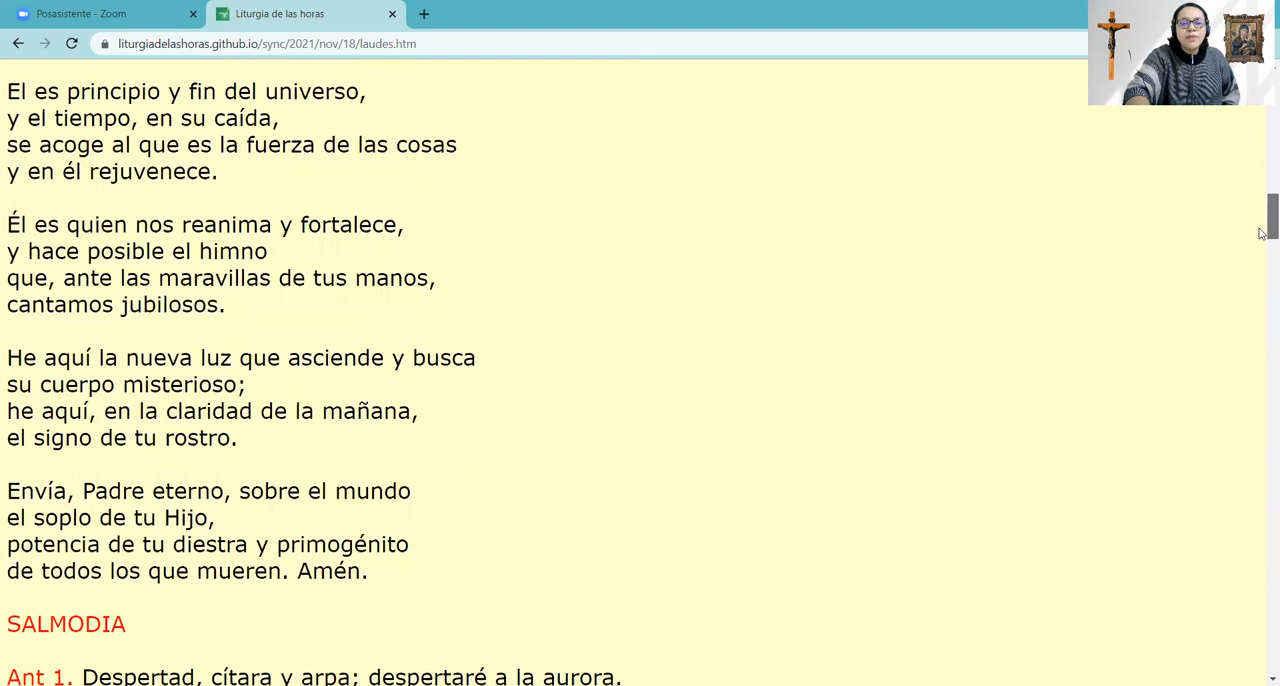 Posasistente - Zoom
Liturgia de las horas
liturgiadelashoras.github.io/sync/2021/nov/18/laudes.htm
El es principio y fin del universo,
y el tiempo, en su caída,
se acoge al que es la fuerza de las cosas
y en él rejuvenece.
Él es quien nos reanima y fortalece,
y hace posible el himno
que, ante las maravillas de tus manos,
cantamos jubilosos.
He aquí la nueva luz que asciende y busca
su cuerpo misterioso;
he aquí, en la claridad de la mañana,
el signo de tu rostro.
Envía, Padre eterno, sobre el mundo
el soplo de tu Hijo,
potencia de tu diestra y primogénito
de todos los que mueren. Amén.
SALMODIA
Ant 1. Despertad, cítara y arpa; despertaré a la aurora.